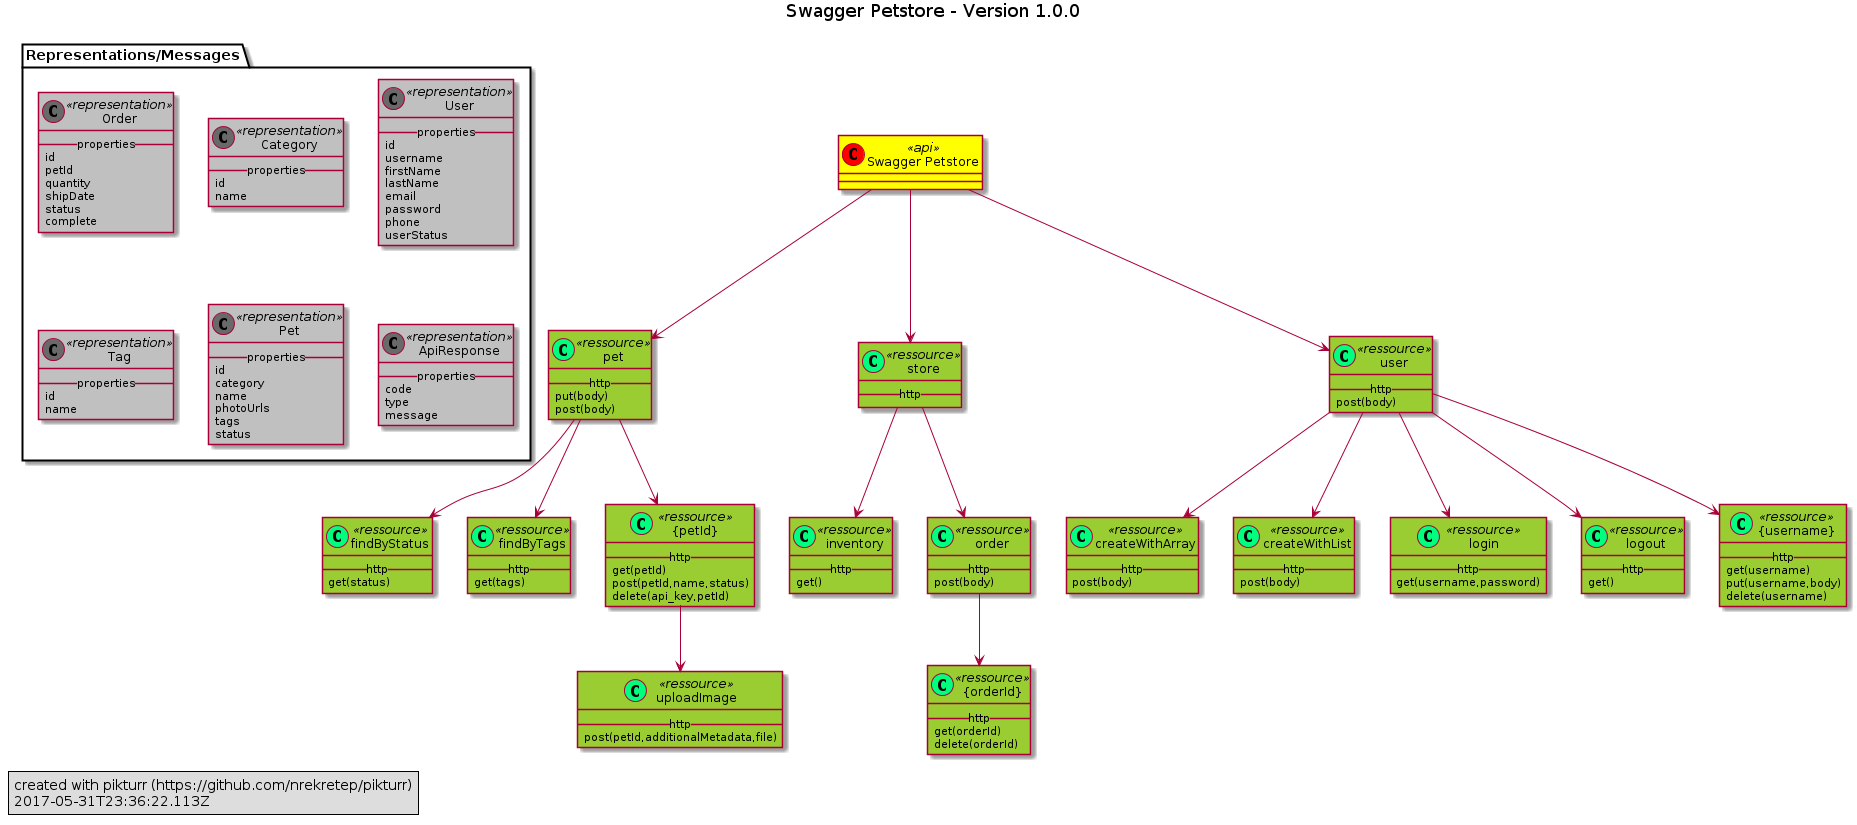 Swagger Petstore - Version 1.0.0
Representations/Messages
C
«representation»
Order
properties
id
petId
quantity
shipDate
status
complete
C
«representation»
Category
properties
id
name
C
«representation»
User
properties
id
username
firstName
lastName
email
password
phone
userStatus
C
«representation»
Tag
properties
id
name
C
«representation»
Pet
properties
id
category
name
photoUrls
tags
status
C
«representation»
ApiResponse
properties
code
type
message
C
«api»
Swagger Petstore
C
«ressource»
pet
http
put(body)
post(body)
C
«ressource»
store
http
C
«ressource»
user
http
post(body)
C
«ressource»
findByStatus
http
get(status)
C
«ressource»
findByTags
http
get(tags)
C
«ressource»
{petId}
http
get(petId)
post(petId,name,status)
delete(api_key,petId)
C
«ressource»
inventory
http
get()
C
«ressource»
order
http
post(body)
C
«ressource»
createWithArray
http
post(body)
C
«ressource»
createWithList
http
post(body)
C
«ressource»
login
http
get(username,password)
C
«ressource»
logout
http
get()
C
«ressource»
{username}
http
get(username)
put(username,body)
delete(username)
C
«ressource»
uploadImage
http
post(petId,additionalMetadata,file)
C
«ressource»
{orderId}
http
get(orderId)
delete(orderId)
created with pikturr (https://github.com/nrekretep/pikturr)
2017-05-31T23:36:22.113Z